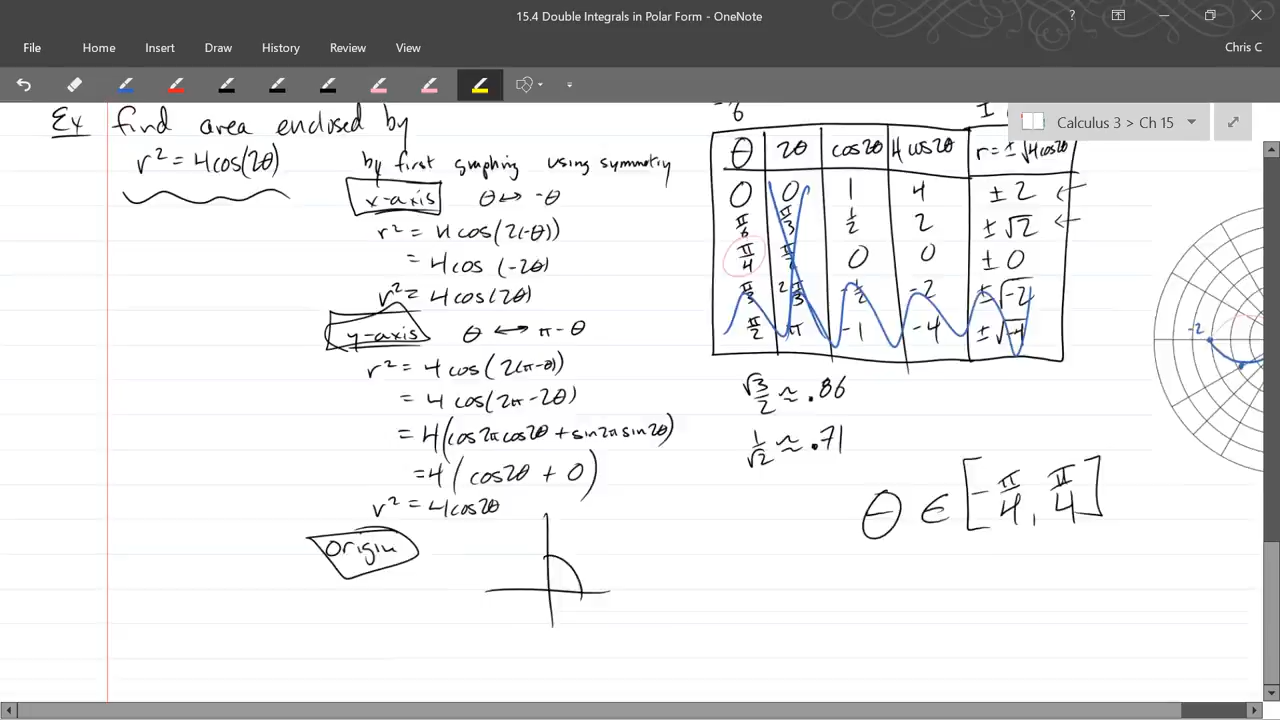 15.4 Double Integrals in Polar Form - OneNote
?
File Home Insert Draw History Review View
Chris C
Calculus 3 > Ch 15
Ex find area enclosed by
r² = 4cos(2θ)
by first graphing using symmetry
x-axis θ ↔ -θ
r² = 4cos(2(-θ))
= 4cos(-2θ)
r² = 4cos(2θ)
y-axis θ ↔ π - θ
r² = 4cos(2(π-θ))
= 4cos(2π-2θ)
= 4(cos2πcos2θ + sin2πsin2θ)
= 4(cos2θ + 0)
r² = 4cos2θ
Origin
-π/6 ±
θ 2θ cos2θ 4cos2θ r=±√4cos2θ
0 0 1 4 ±2 ←
π/6 π/3 1/2 2 ±√2 ←
π/4 0 0 ±0
π/3 2π/3 -1/2 -2 ±√-2
π/2 π -1 -4 ±√-4
√3/2 ≈ .86
1/√2 ≈ .71
θ ∈ [-π/4, π/4]
-2